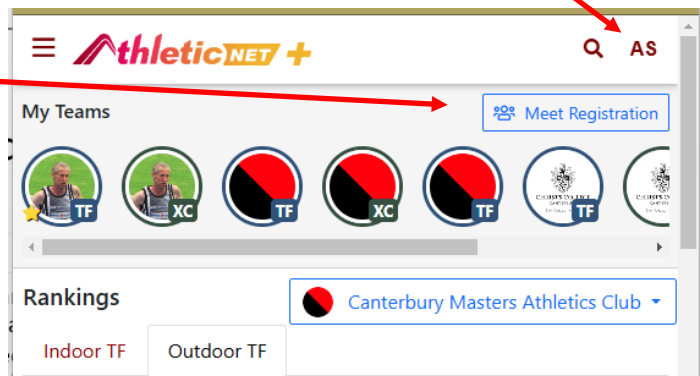 AthleticNET +
AS
My Teams
Meet Registration
TF
XC
TF
XC
TF
TF
Rankings
Canterbury Masters Athletics Club
Indoor TF
Outdoor TF